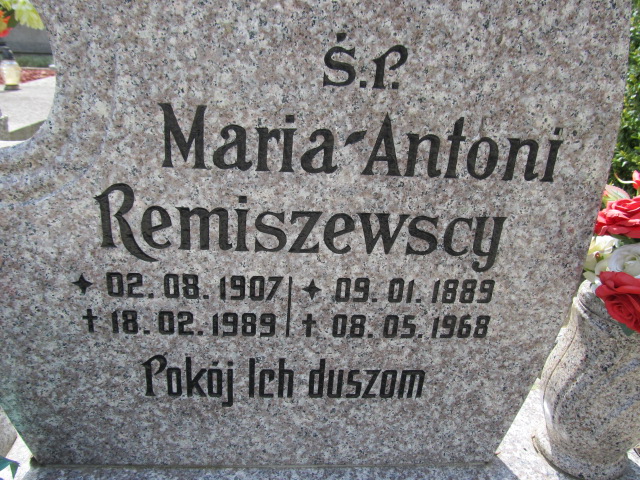 Ś.P.
Maria-Antoni
Remiszewscy
✦ 02. 08. 1907 | ✦ 09. 01. 1889
† 18. 02. 1989 | † 08. 05. 1968
Pokój Ich duszom